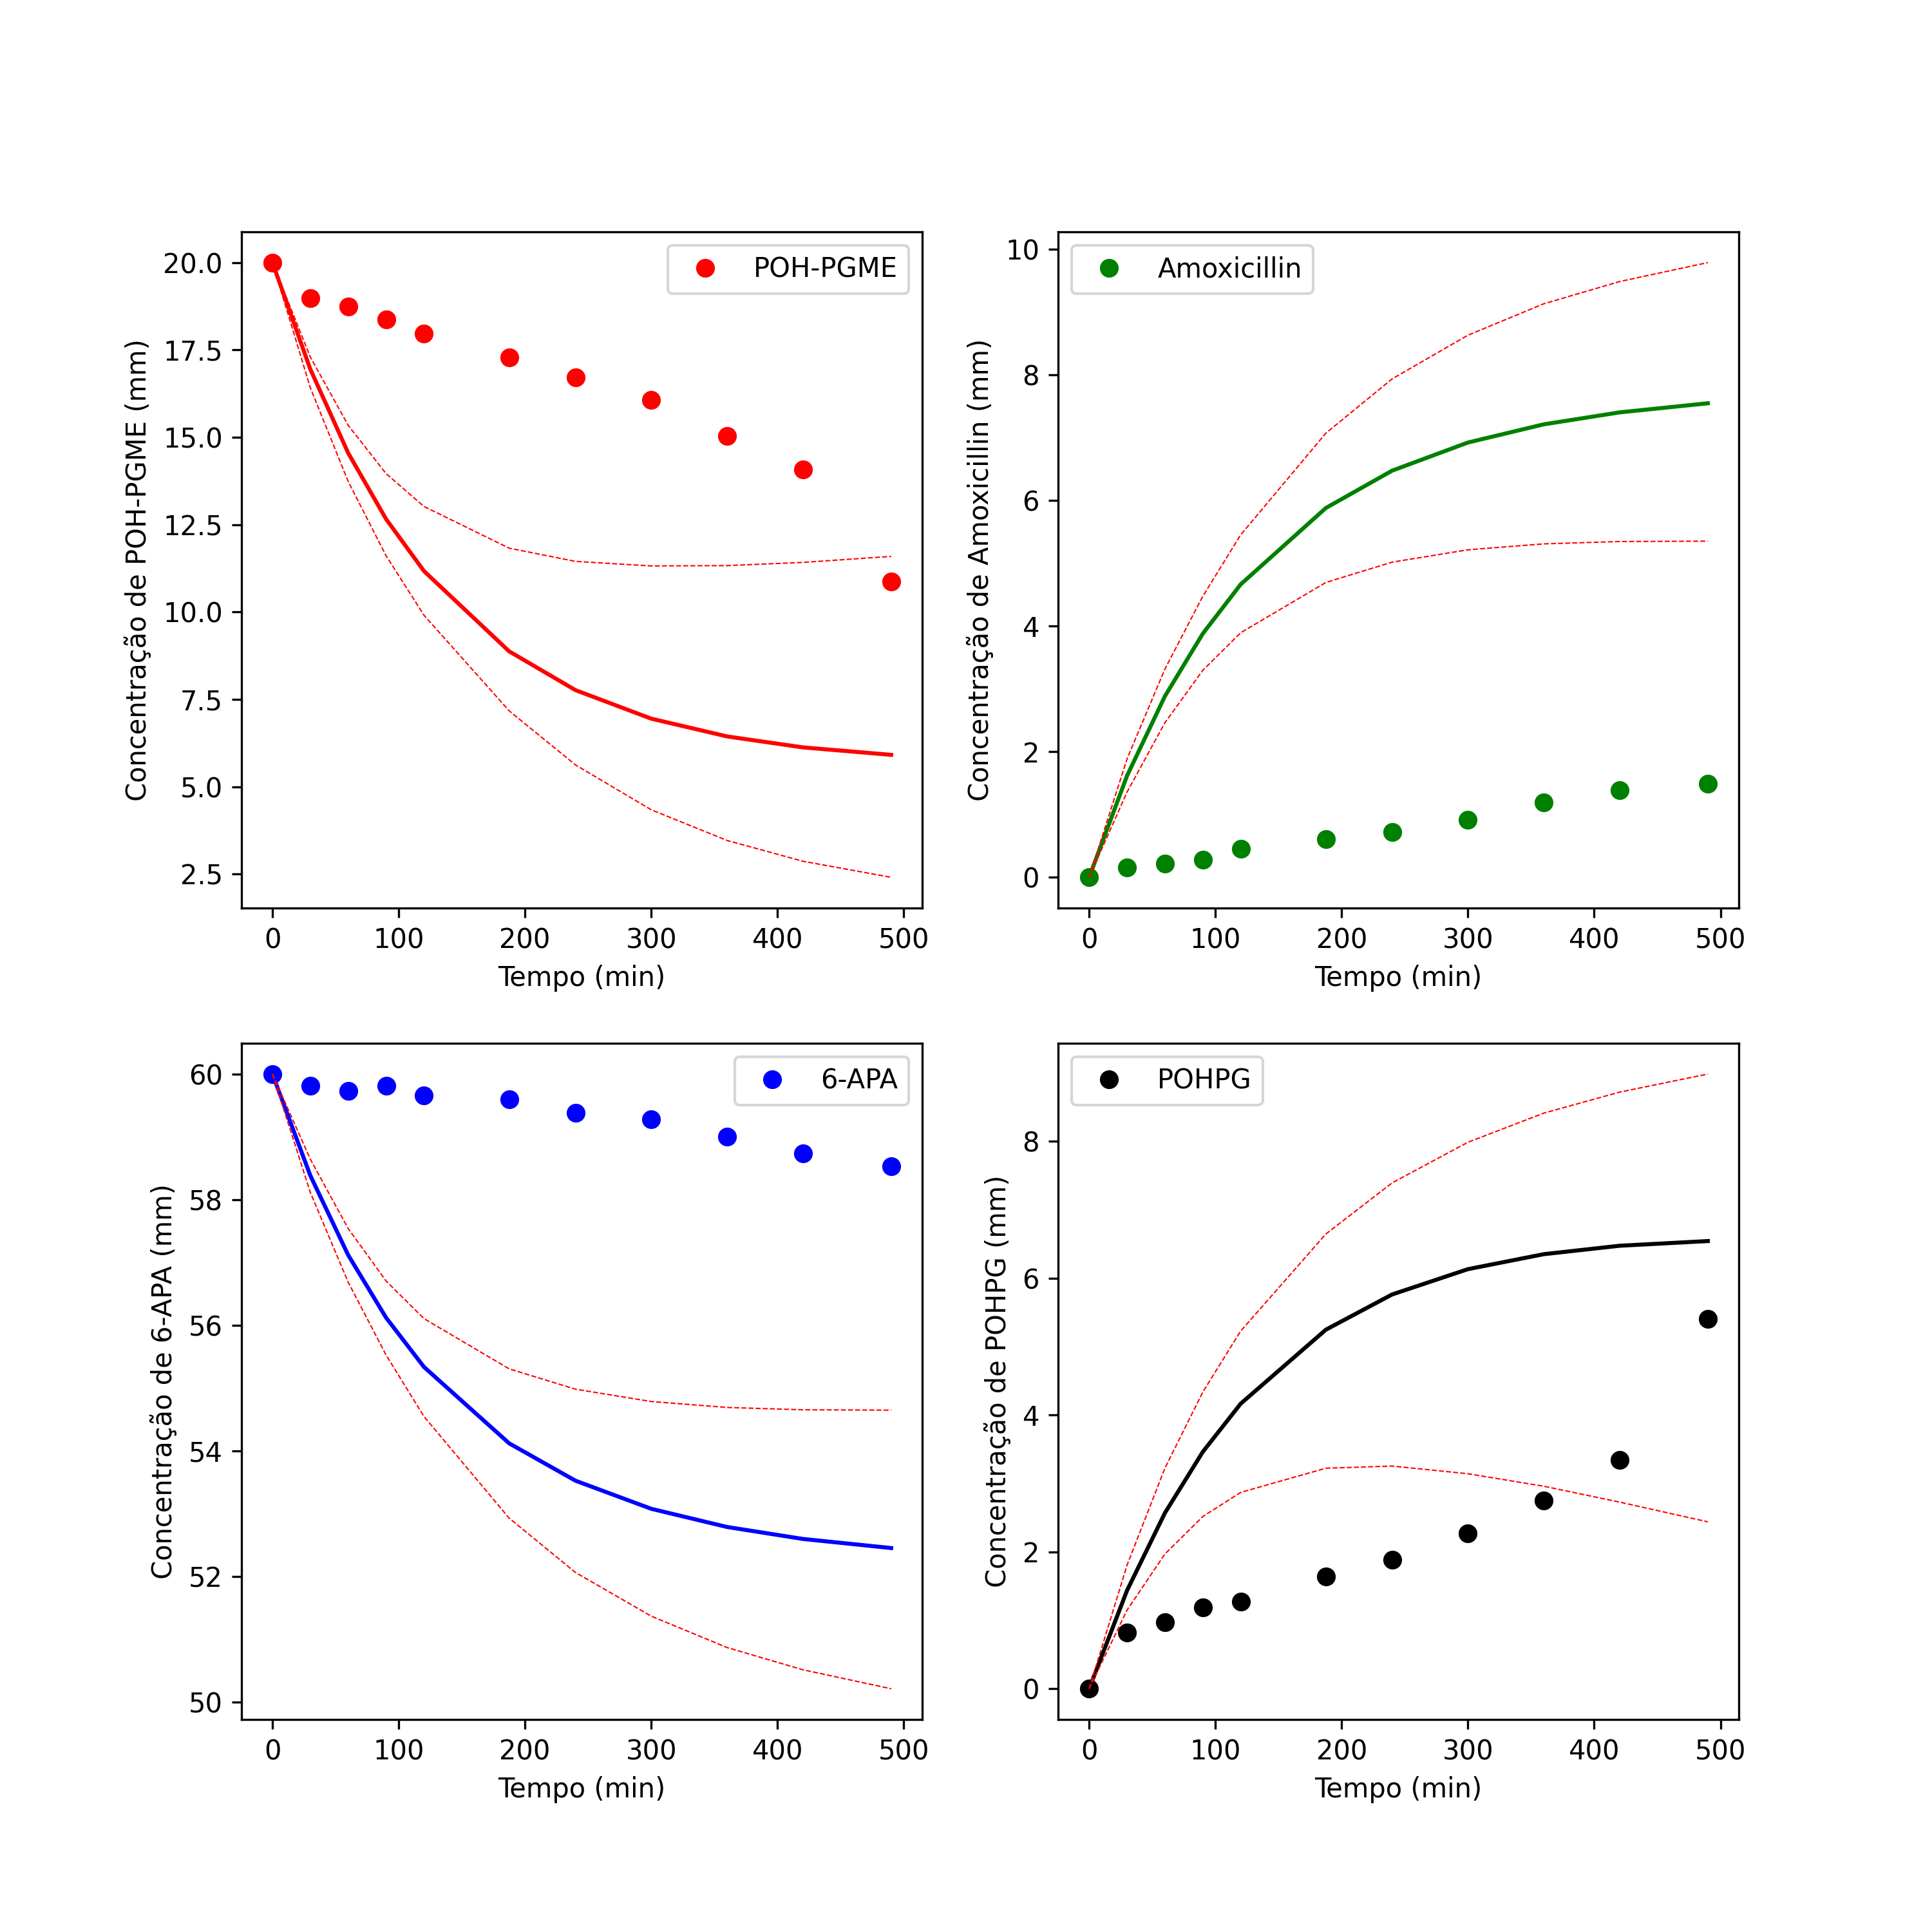 Concentração de POH-PGME (mm)
20.0
17.5
15.0
12.5
10.0
7.5
5.0
2.5
POH-PGME
0 100 200 300 400 500
Tempo (min)
Concentração de Amoxicillin (mm)
10
8
6
4
2
0
Amoxicillin
0 100 200 300 400 500
Tempo (min)
Concentração de 6-APA (mm)
60
58
56
54
52
50
6-APA
0 100 200 300 400 500
Tempo (min)
Concentração de POHPG (mm)
8
6
4
2
0
POHPG
0 100 200 300 400 500
Tempo (min)